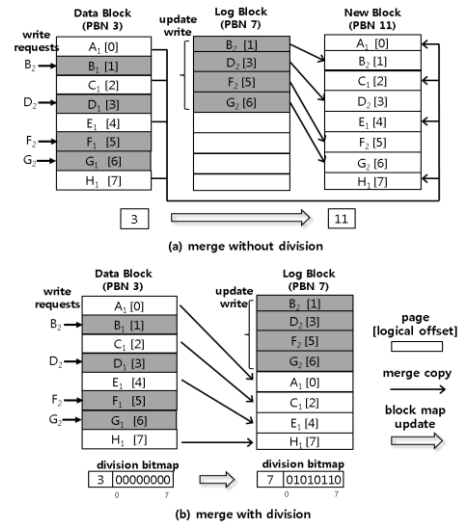 Data Block
(PBN 3)
Log Block
(PBN 7)
New Block
(PBN 11)
write
requests
update
write
A1 [0]
B2 B1 [1]
C1 [2]
D2 D1 [3]
E1 [4]
F2 F1 [5]
G2 G1 [6]
H1 [7]
B2 [1]
D2 [3]
F2 [5]
G2 [6]
A1 [0]
B2 [1]
C1 [2]
D2 [3]
E1 [4]
F2 [5]
G2 [6]
H1 [7]
3 11
(a) merge without division
Data Block
(PBN 3)
Log Block
(PBN 7)
write
requests
update
write
A1 [0]
B2 B1 [1]
C1 [2]
D2 D1 [3]
E1 [4]
F2 F1 [5]
G2 G1 [6]
H1 [7]
B2 [1]
D2 [3]
F2 [5]
G2 [6]
A1 [0]
C1 [2]
E1 [4]
H1 [7]
page
[logical offset]
merge copy
block map
update
division bitmap
3 00000000
0 7
division bitmap
7 01010110
0 7
(b) merge with division